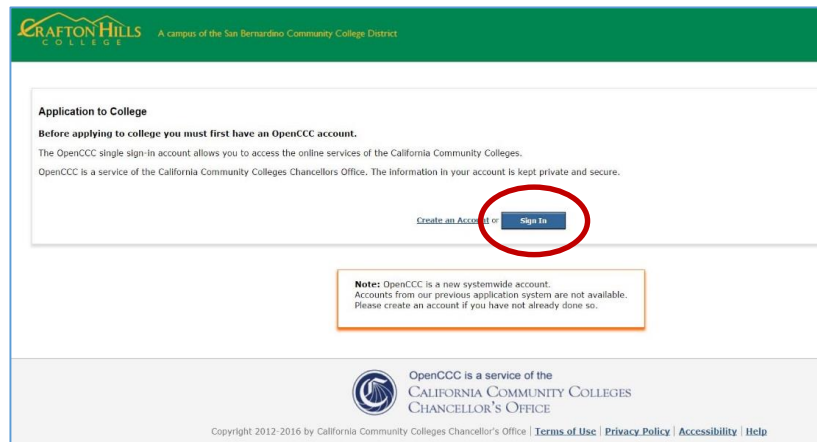 CRAFTON HILLS
COLLEGE
A campus of the San Bernardino Community College District
Application to College
Before applying to college you must first have an OpenCCC account.
The OpenCCC single sign-in account allows you to access the online services of the California Community Colleges.
OpenCCC is a service of the California Community Colleges Chancellors Office. The information in your account is kept private and secure.
Create an Account or Sign In
Note: OpenCCC is a new systemwide account.
Accounts from our previous application system are not available.
Please create an account if you have not already done so.
OpenCCC is a service of the
CALIFORNIA COMMUNITY COLLEGES
CHANCELLOR'S OFFICE
Copyright 2012-2016 by California Community Colleges Chancellor's Office | Terms of Use | Privacy Policy | Accessibility | Help